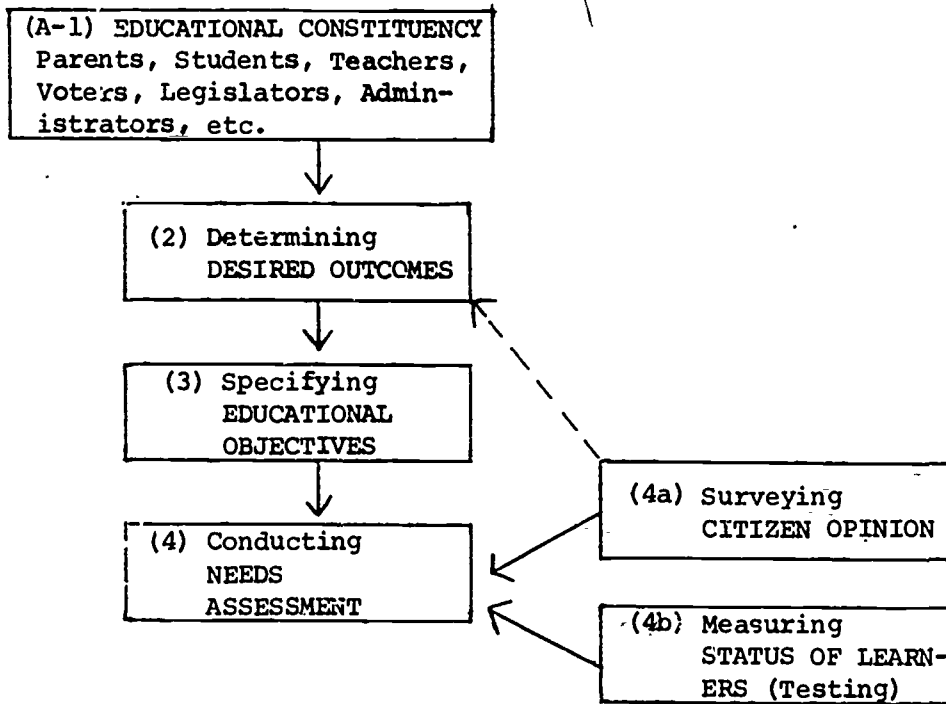 (A-1) EDUCATIONAL CONSTITUENCY
Parents, Students, Teachers,
Voters, Legislators, Admin-
istrators, etc.
(2) Determining
DESIRED OUTCOMES
(3) Specifying
EDUCATIONAL
OBJECTIVES
(4) Conducting
NEEDS
ASSESSMENT
(4a) Surveying
CITIZEN OPINION
(4b) Measuring
STATUS OF LEARN-
ERS (Testing)